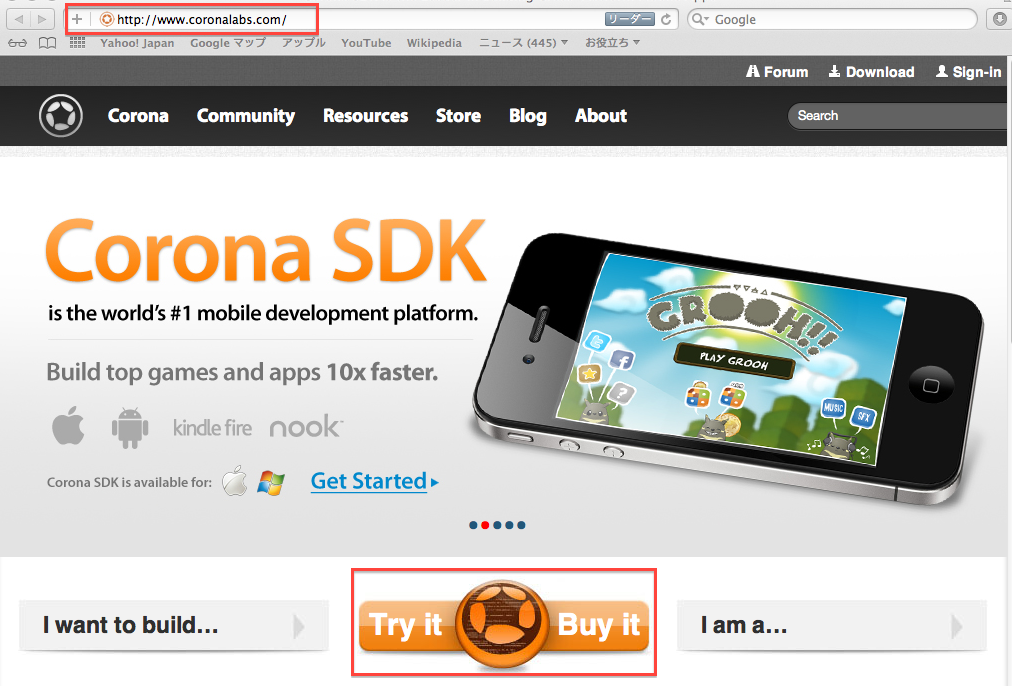 http://www.coronalabs.com/
リーダー
Google
Yahoo! Japan
Google マップ
アップル
YouTube
Wikipedia
ニュース (445)
お役立ち
Forum
Download
Sign-in
Corona
Community
Resources
Store
Blog
About
Search
Corona SDK
is the world's #1 mobile development platform.
Build top games and apps 10x faster.
kindle fire
nook
Corona SDK is available for:
Get Started
GROOH!!
PLAY GROOH
?
MUSIC
SFX
I want to build...
Try it
Buy it
I am a...